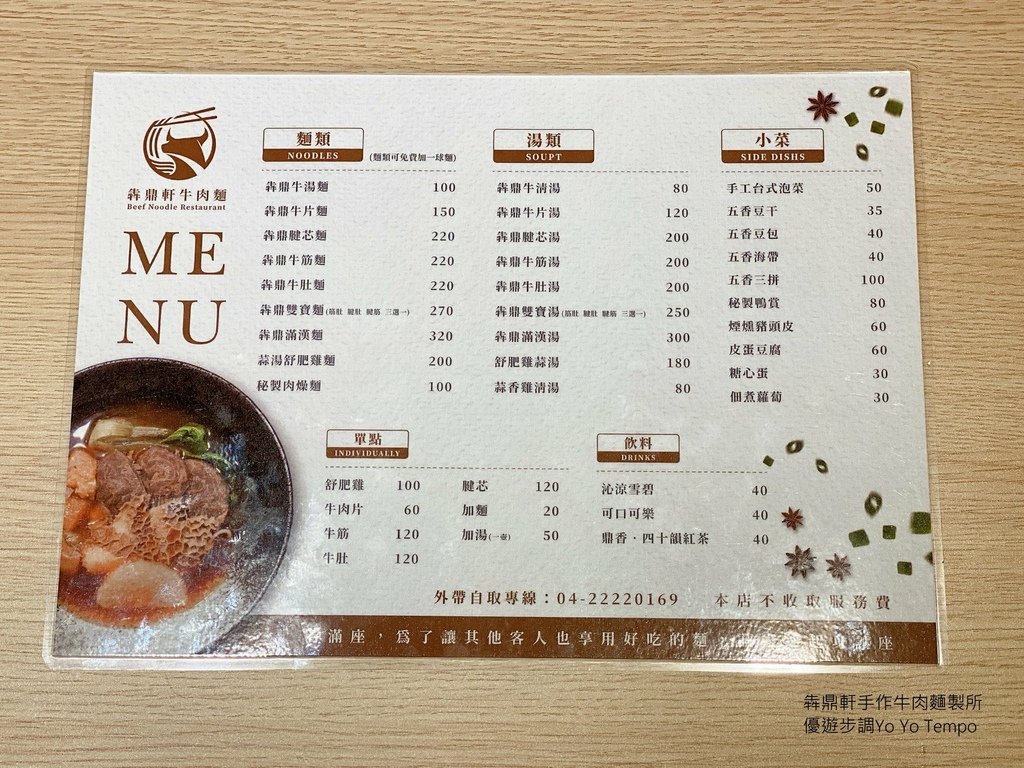 犇鼎軒牛肉麵
Beef Noodle Restaurant
MENU
麵類
NOODLES
(麵類可免費加一球麵)
犇鼎牛湯麵 100
犇鼎牛片麵 150
犇鼎腱芯麵 220
犇鼎牛筋麵 220
犇鼎牛肚麵 220
犇鼎雙寶麵(筋肚 腱肚 腱筋 三選一) 270
犇鼎滿漢麵 320
蒜湯舒肥雞麵 200
秘製肉燥麵 100
湯類
SOUPT
犇鼎牛清湯 80
犇鼎牛片湯 120
犇鼎腱芯湯 200
犇鼎牛筋湯 200
犇鼎牛肚湯 200
犇鼎雙寶湯(筋肚 腱肚 腱筋 三選一) 250
犇鼎滿漢湯 300
舒肥雞蒜湯 180
蒜香雞清湯 80
小菜
SIDE DISHS
手工台式泡菜 50
五香豆干 35
五香豆包 40
五香海帶 40
五香三拼 100
秘製鴨賞 80
煙燻豬頭皮 60
皮蛋豆腐 60
糖心蛋 30
佃煮蘿蔔 30
單點
INDIVIDUALLY
舒肥雞 100
牛肉片 60
牛筋 120
牛肚 120
腱芯 120
加麵 20
加湯(一壺) 50
飲料
DRINKS
沁涼雪碧 40
可口可樂 40
鼎香·四十韻紅茶 40
外帶自取專線:04-22220169 本店不收取服務費
滿座,為了讓其他客人也享用好吃的麵 座
犇鼎軒手作牛肉麵製所
優遊步調Yo Yo Tempo